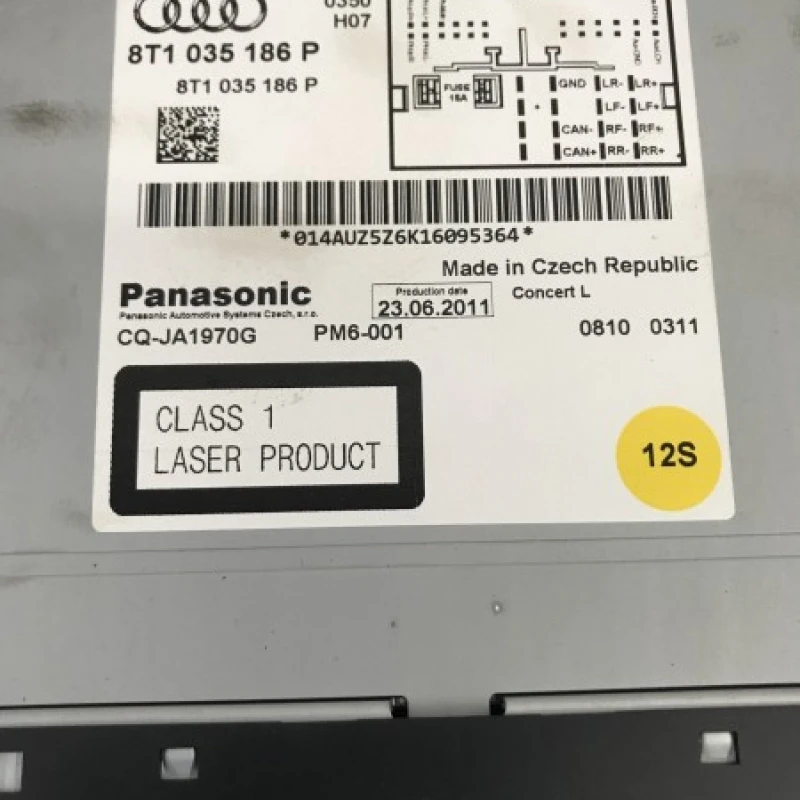 0350
H07
8T1 035 186 P
8T1 035 186 P
FUSE
15A
GND LR- LR+
+ LF- LF+
CAN- RF- RF+
CAN+ RR- RR+
*014AUZ5Z6K16095364*
Made in Czech Republic
Panasonic
Panasonic Automotive Systems Czech, s.r.o.
Production date
23.06.2011
Concert L
CQ-JA1970G PM6-001 0810 0311
CLASS 1
LASER PRODUCT
12S